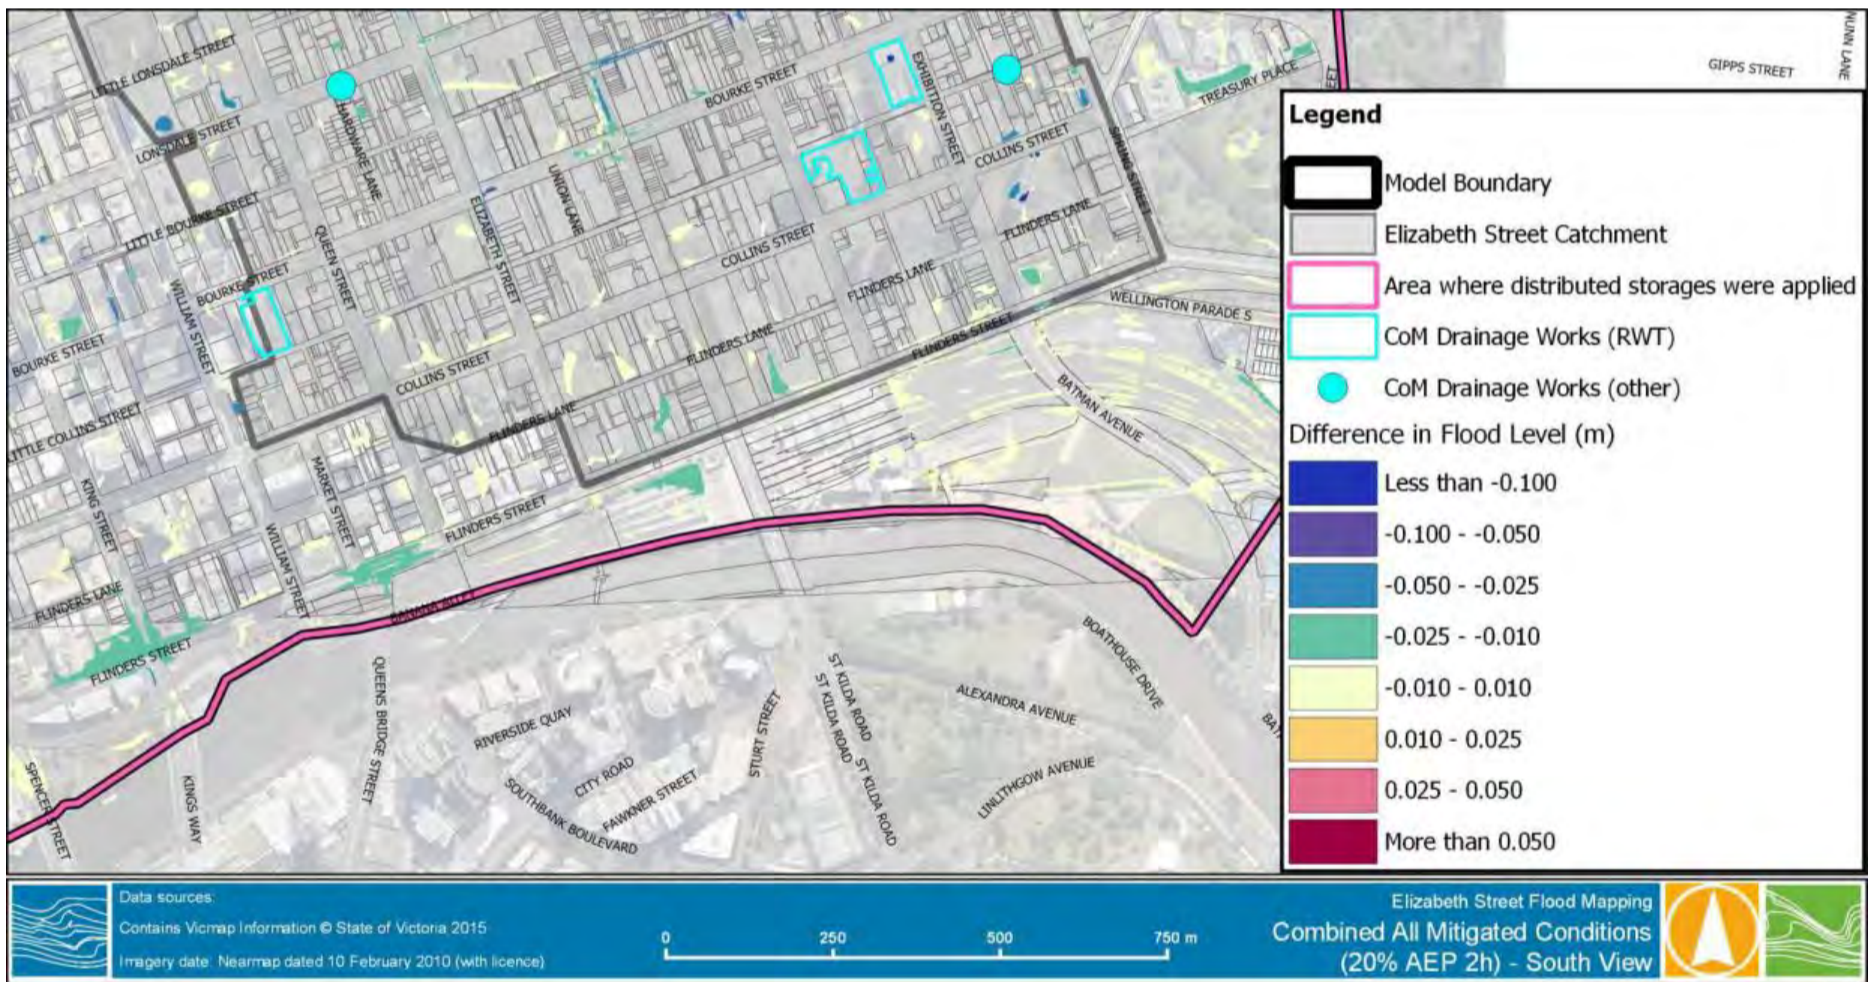 LITTLE LONSDALE STREET
LONSDALE STREET
HARDWARE LANE
LITTLE BOURKE STREET
QUEEN STREET
BOURKE STREET
WILLIAM STREET
BOURKE STREET
LITTLE COLLINS STREET
ELIZABETH STREET
UNION LANE
BOURKE STREET
EXHIBITION STREET
COLLINS STREET
SPRING STREET
TREASURY PLACE
GIPPS STREET
NUNN LANE
COLLINS STREET
FLINDERS LANE
FLINDERS LANE
WELLINGTON PARADE S
FLINDERS STREET
BATMAN AVENUE
FLINDERS LANE
COLLINS STREET
FLINDERS LANE
FLINDERS STREET
KING STREET
MARKET STREET
WILLIAM STREET
FLINDERS LANE
FLINDERS STREET
BANANA ALLEY
QUEENS BRIDGE STREET
KINGS WAY
SPENCER STREET
RIVERSIDE QUAY
CITY ROAD
SOUTHBANK BOULEVARD
FAWKNER STREET
STURT STREET
ST KILDA ROAD
ST KILDA ROAD
ST KILDA ROAD
ALEXANDRA AVENUE
BOATHOUSE DRIVE
LINLITHGOW AVENUE
Legend
Model Boundary
Elizabeth Street Catchment
Area where distributed storages were applied
CoM Drainage Works (RWT)
CoM Drainage Works (other)
Difference in Flood Level (m)
Less than -0.100
-0.100 - -0.050
-0.050 - -0.025
-0.025 - -0.010
-0.010 - 0.010
0.010 - 0.025
0.025 - 0.050
More than 0.050
Data sources:
Contains Vicmap Information © State of Victoria 2015
Imagery date: Nearmap dated 10 February 2010 (with licence)
0 250 500 750 m
Elizabeth Street Flood Mapping
Combined All Mitigated Conditions
(20% AEP 2h) - South View